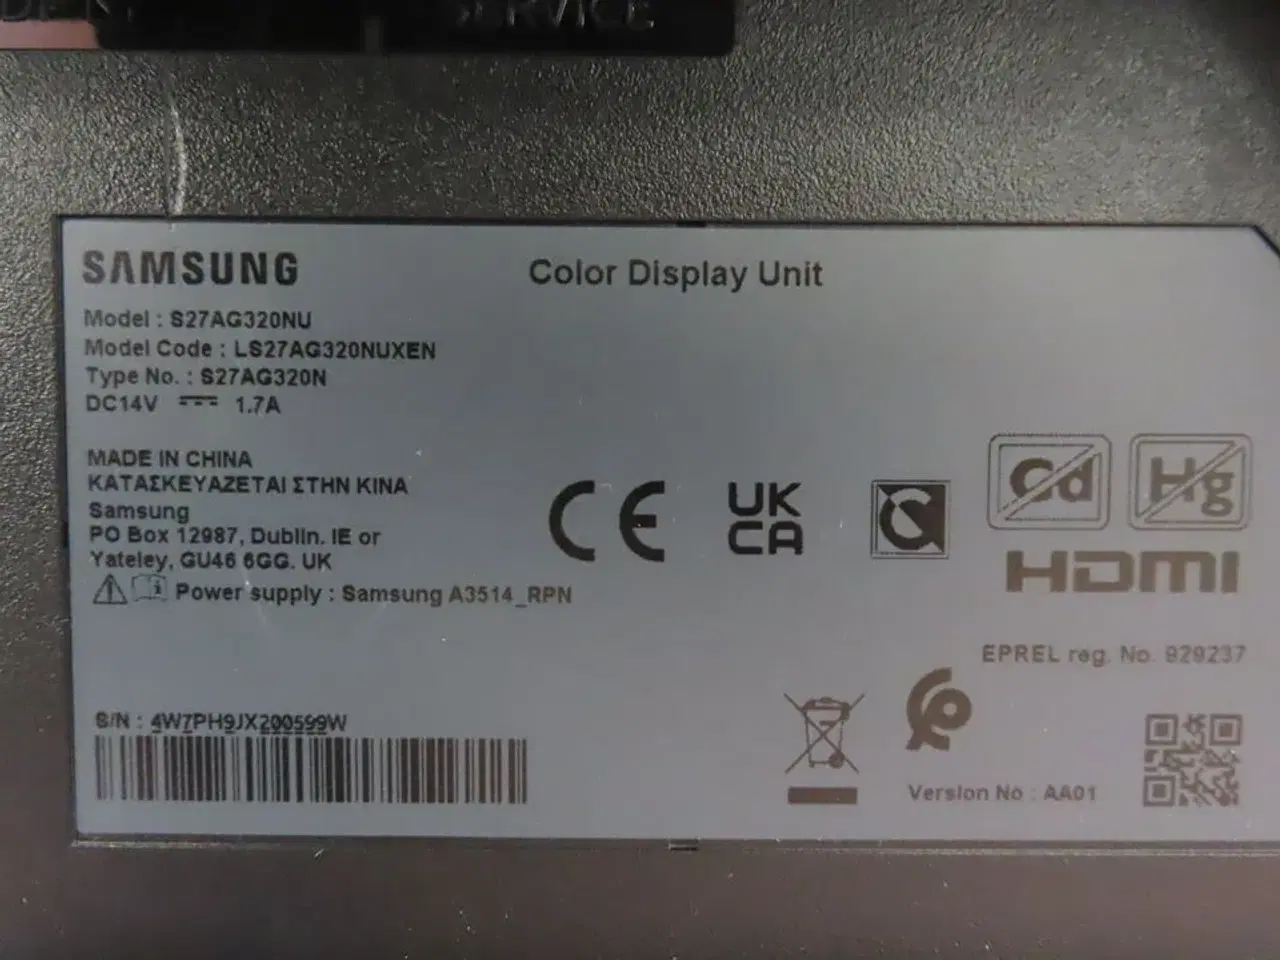 SERVICE
SAMSUNG
Color Display Unit
Model : S27AG320NU
Model Code : LS27AG320NUXEN
Type No. : S27AG320N
DC14V 1.7A
MADE IN CHINA
ΚΑΤΑΣΚΕΥΑΖΕΤΑΙ ΣΤΗΝ ΚΙΝΑ
Samsung
PO Box 12987, Dublin. IE or
Yateley, GU46 6GG. UK
Power supply : Samsung A3514_RPN
CE
UK
CA
Cd
Hg
HDMI
EPREL reg. No. 929237
S/N : 4W7PH9JX200599W
Version No : AA01